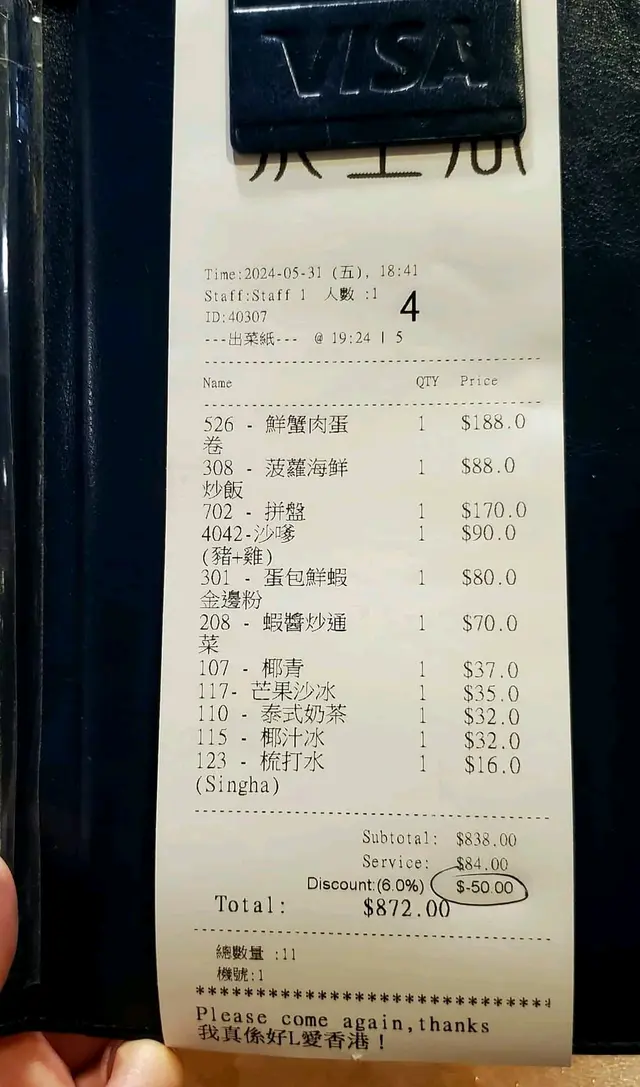 VISA
Time:2024-05-31 (五), 18:41
Staff:Staff 1 人數 :1
4
ID:40307
---出菜紙--- @ 19:24 | 5
Name QTY Price
526 - 鮮蟹肉蛋 1 $188.0
卷
308 - 菠蘿海鮮 1 $88.0
炒飯
702 - 拼盤 1 $170.0
4042-沙嗲 1 $90.0
(豬+雞)
301 - 蛋包鮮蝦 1 $80.0
金邊粉
208 - 蝦醬炒通 1 $70.0
菜
107 - 椰青 1 $37.0
117- 芒果沙冰 1 $35.0
110 - 泰式奶茶 1 $32.0
115 - 椰汁冰 1 $32.0
123 - 梳打水 1 $16.0
(Singha)
Subtotal: $838.00
Service: $84.00
Discount:(6.0%) $-50.00
Total: $872.00
總數量 :11
機號:1
*******************************
Please come again,thanks
我真係好L愛香港！